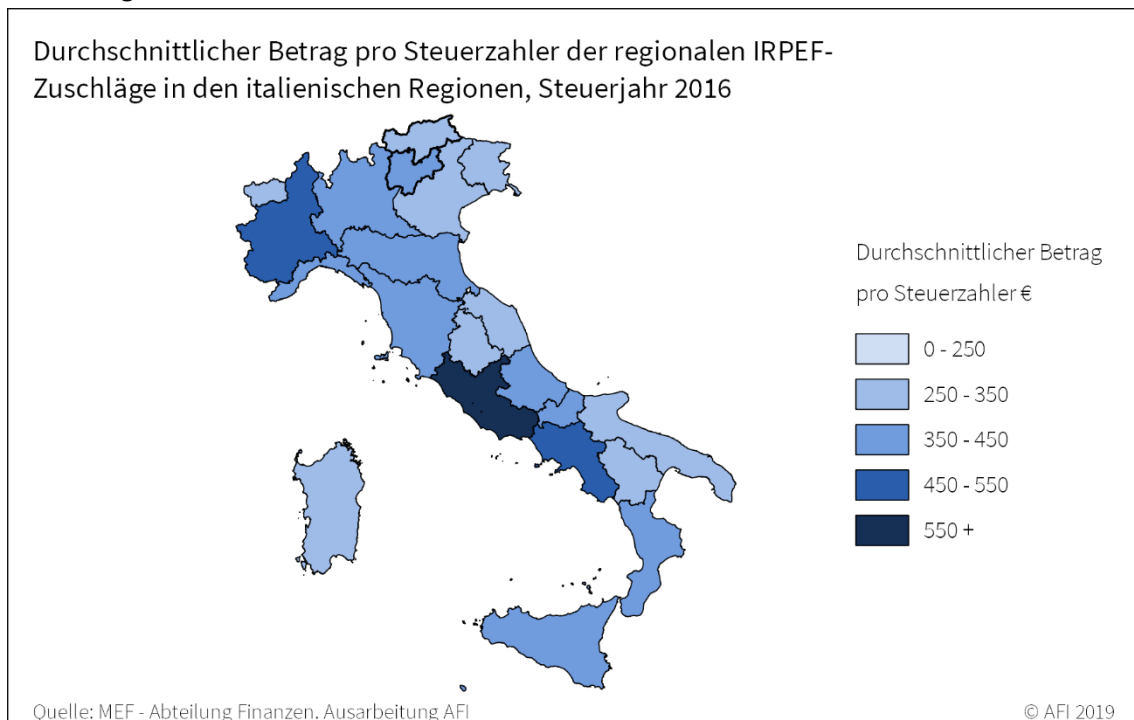 Durchschnittlicher Betrag pro Steuerzahler der regionalen IRPEF-
Zuschläge in den italienischen Regionen, Steuerjahr 2016
Durchschnittlicher Betrag
pro Steuerzahler €
0 - 250
250 - 350
350 - 450
450 - 550
550 +
Quelle: MEF - Abteilung Finanzen. Ausarbeitung AFI
© AFI 2019